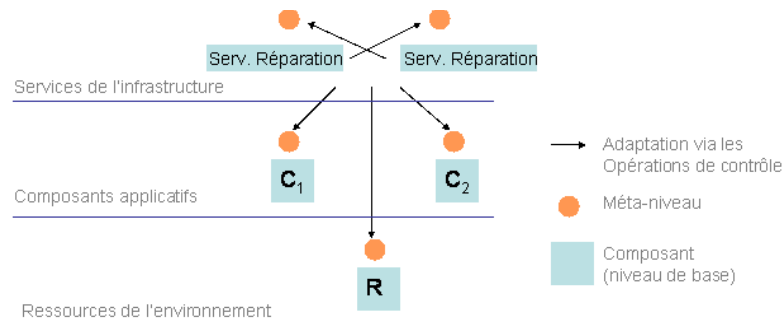 Serv. Réparation
Serv. Réparation
Services de l'infrastructure
C1
C2
Composants applicatifs
R
Ressources de l'environnement
Adaptation via les
Opérations de contrôle
Méta-niveau
Composant
(niveau de base)